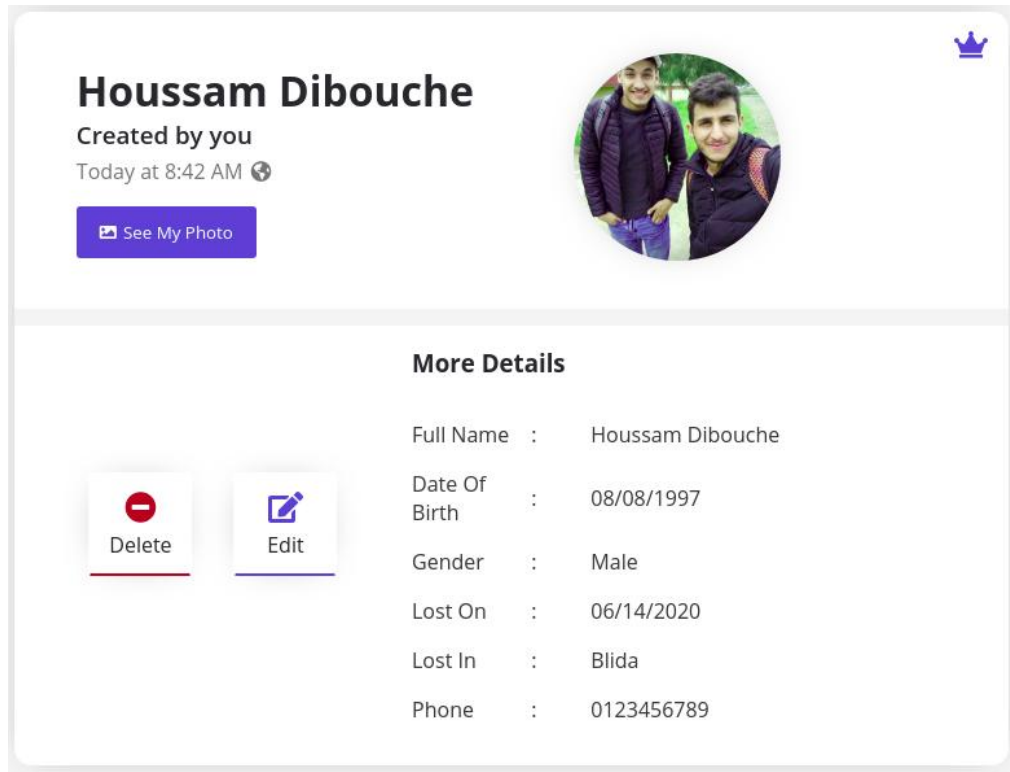 Houssam Dibouche
Created by you
Today at 8:42 AM
See My Photo
More Details
Full Name : Houssam Dibouche
Date Of
Birth : 08/08/1997
Gender : Male
Lost On : 06/14/2020
Lost In : Blida
Phone : 0123456789
Delete
Edit